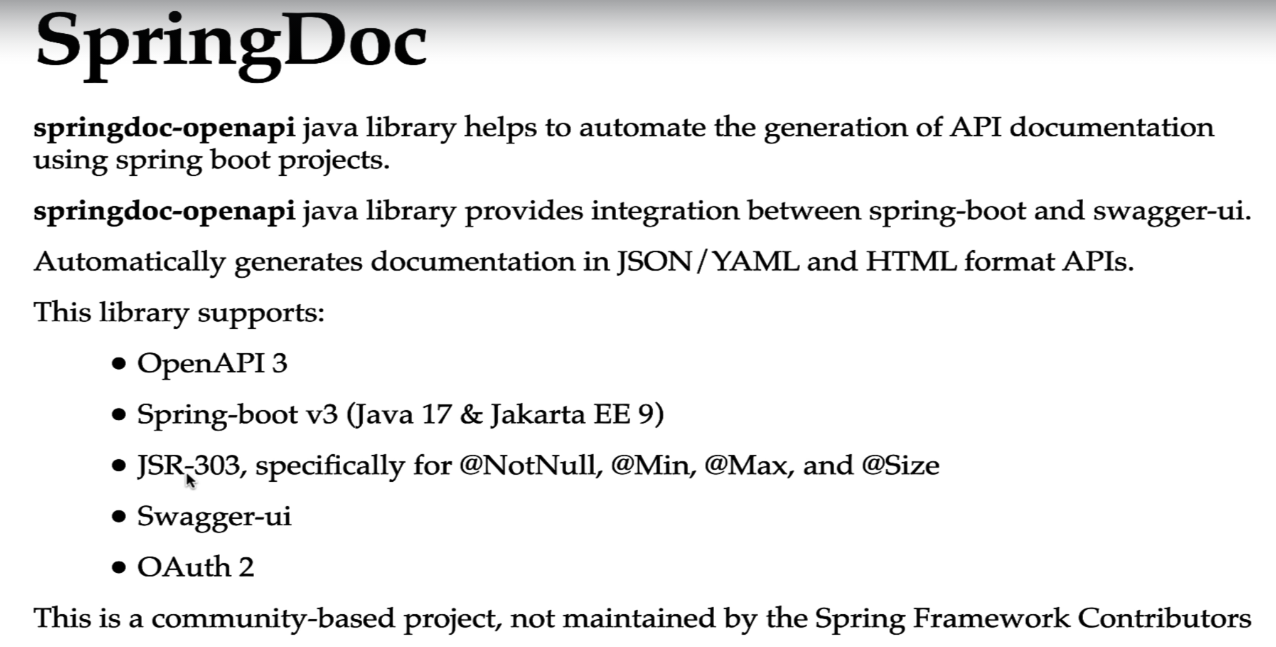 SpringDoc
springdoc-openapi java library helps to automate the generation of API documentation
using spring boot projects.
springdoc-openapi java library provides integration between spring-boot and swagger-ui.
Automatically generates documentation in JSON/YAML and HTML format APIs.
This library supports:
• OpenAPI 3
• Spring-boot v3 (Java 17 & Jakarta EE 9)
• JSR-303, specifically for @NotNull, @Min, @Max, and @Size
• Swagger-ui
• OAuth 2
This is a community-based project, not maintained by the Spring Framework Contributors